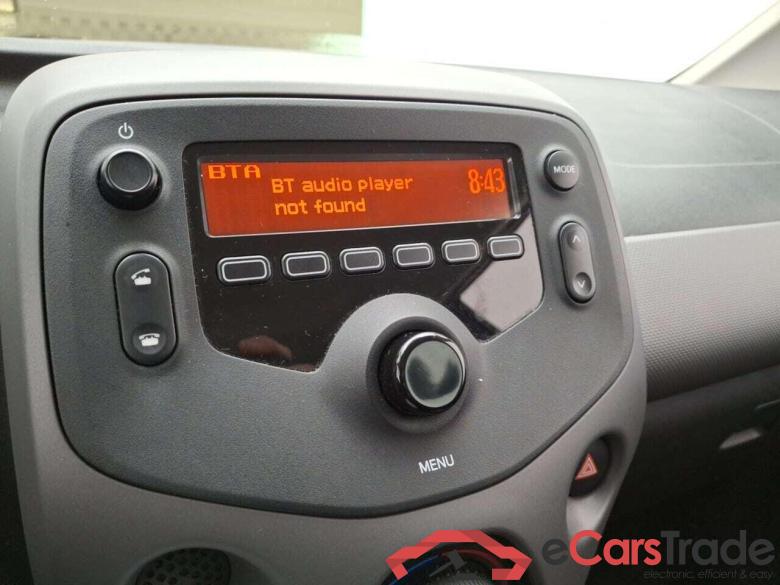 BTA
BT audio player
8:43
not found
MODE
MENU
eCarsTrade
electronic, efficient & easy